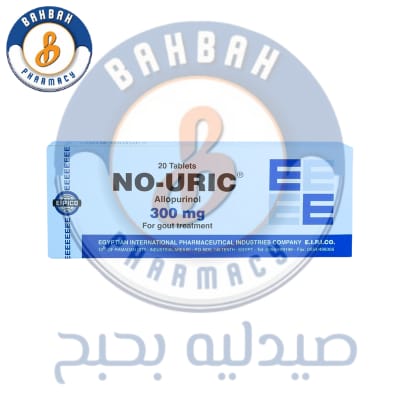 BAHBAH
PHARMACY
BAHBAH
20 Tablets
NO-URIC®
Allopurinol
300 mg
For gout treatment
EIPICO
EGYPTIAN INTERNATIONAL PHARMACEUTICAL INDUSTRIES COMPANY E.I.P.I.CO.
PHARMACY
صيدليه بحبح